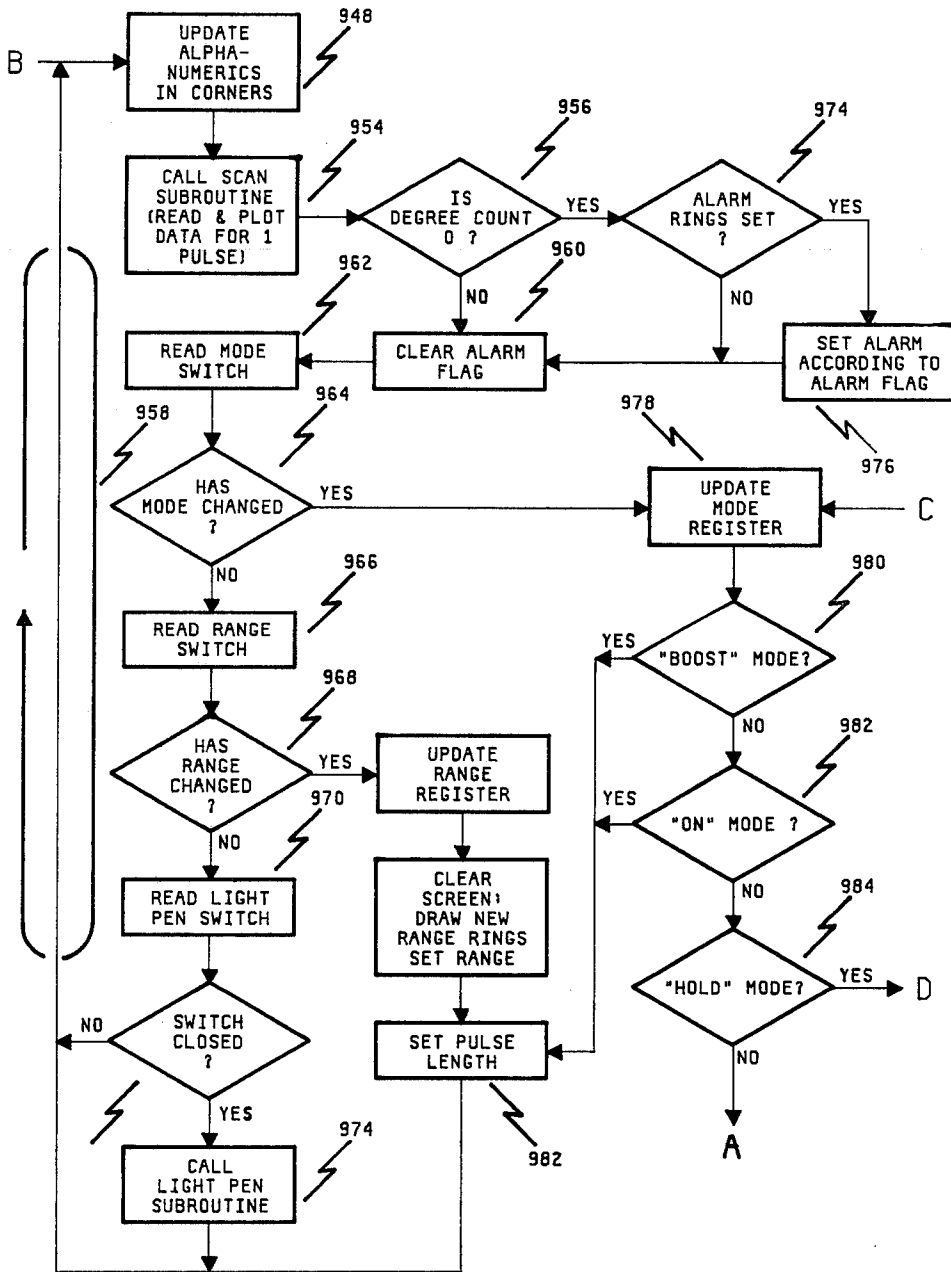 948
B
UPDATE
ALPHA-
NUMERICS
IN CORNERS
954
CALL SCAN
SUBROUTINE
(READ & PLOT
DATA FOR 1
PULSE)
956
IS
DEGREE COUNT
0 ?
YES
NO
974
ALARM
RINGS SET
?
YES
NO
962
READ MODE
SWITCH
960
CLEAR ALARM
FLAG
SET ALARM
ACCORDING TO
ALARM FLAG
976
958
964
HAS
MODE CHANGED
?
YES
NO
978
UPDATE
MODE
REGISTER
C
966
READ RANGE
SWITCH
980
"BOOST" MODE?
YES
NO
968
HAS
RANGE
CHANGED
?
YES
NO
UPDATE
RANGE
REGISTER
982
"ON" MODE ?
YES
NO
970
READ LIGHT
PEN SWITCH
CLEAR
SCREEN;
DRAW NEW
RANGE RINGS
SET RANGE
984
"HOLD" MODE?
YES
D
NO
A
SWITCH
CLOSED
?
NO
YES
SET PULSE
LENGTH
982
974
CALL
LIGHT PEN
SUBROUTINE